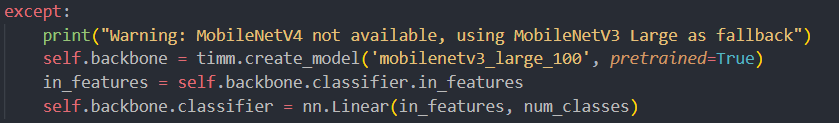 except:
    print("Warning: MobileNetV4 not available, using MobileNetV3 Large as fallback")
    self.backbone = timm.create_model('mobilenetv3_large_100', pretrained=True)
    in_features = self.backbone.classifier.in_features
    self.backbone.classifier = nn.Linear(in_features, num_classes)